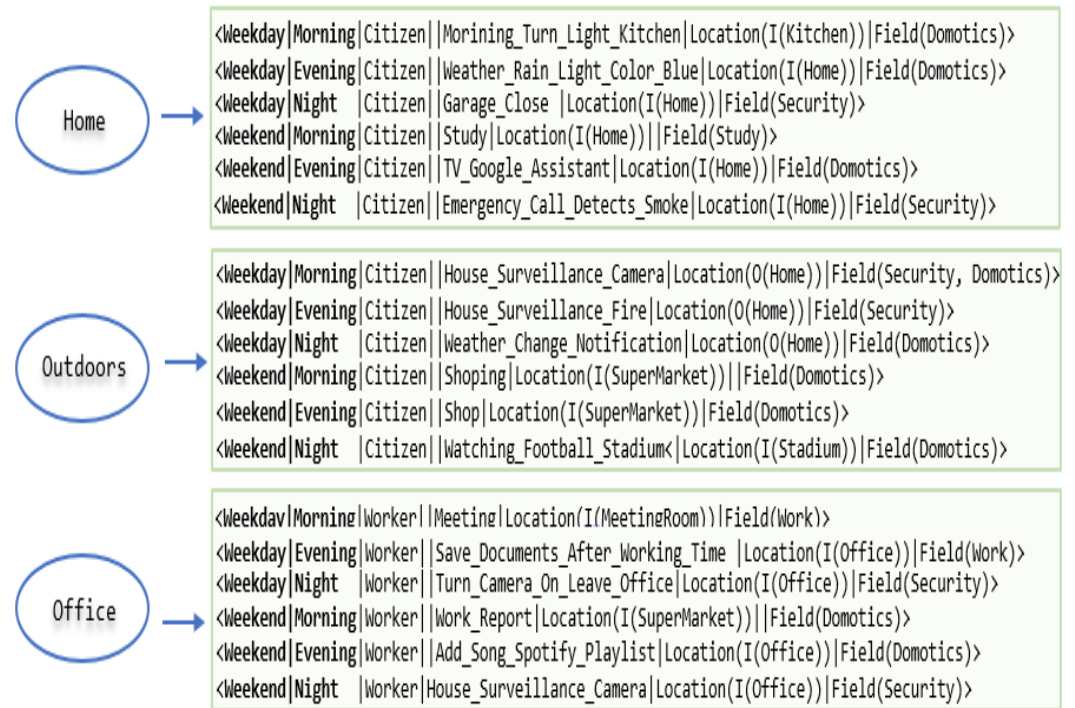 Home
<Weekday|Morning|Citizen||Morining_Turn_Light_Kitchen|Location(I(Kitchen))|Field(Domotics)>
<Weekday|Evening|Citizen||Weather_Rain_Light_Color_Blue|Location(I(Home))|Field(Domotics)>
<Weekday|Night |Citizen||Garage_Close |Location(I(Home))|Field(Security)>
<Weekend|Morning|Citizen||Study|Location(I(Home))||Field(Study)>
<Weekend|Evening|Citizen||TV_Google_Assistant|Location(I(Home))|Field(Domotics)>
<Weekend|Night |Citizen||Emergency_Call_Detects_Smoke|Location(I(Home))|Field(Security)>
Outdoors
<Weekday|Morning|Citizen||House_Surveillance_Camera|Location(O(Home))|Field(Security, Domotics)>
<Weekday|Evening|Citizen||House_Surveillance_Fire|Location(O(Home))|Field(Security)>
<Weekday|Night |Citizen||Weather_Change_Notification|Location(O(Home))|Field(Domotics)>
<Weekend|Morning|Citizen||Shoping|Location(I(SuperMarket))||Field(Domotics)>
<Weekend|Evening|Citizen||Shop|Location(I(SuperMarket))|Field(Domotics)>
<Weekend|Night |Citizen||Watching_Football_Stadium<|Location(I(Stadium))|Field(Domotics)>
Office
<Weekday|Morning|Worker||Meeting|Location(I(MeetingRoom))|Field(Work)>
<Weekday|Evening|Worker||Save_Documents_After_Working_Time |Location(I(Office))|Field(Work)>
<Weekday|Night |Worker||Turn_Camera_On_Leave_Office|Location(I(Office))|Field(Security)>
<Weekend|Morning|Worker||Work_Report|Location(I(SuperMarket))||Field(Domotics)>
<Weekend|Evening|Worker||Add_Song_Spotify_Playlist|Location(I(Office))|Field(Domotics)>
<Weekend|Night |Worker|House_Surveillance_Camera|Location(I(Office))|Field(Security)>